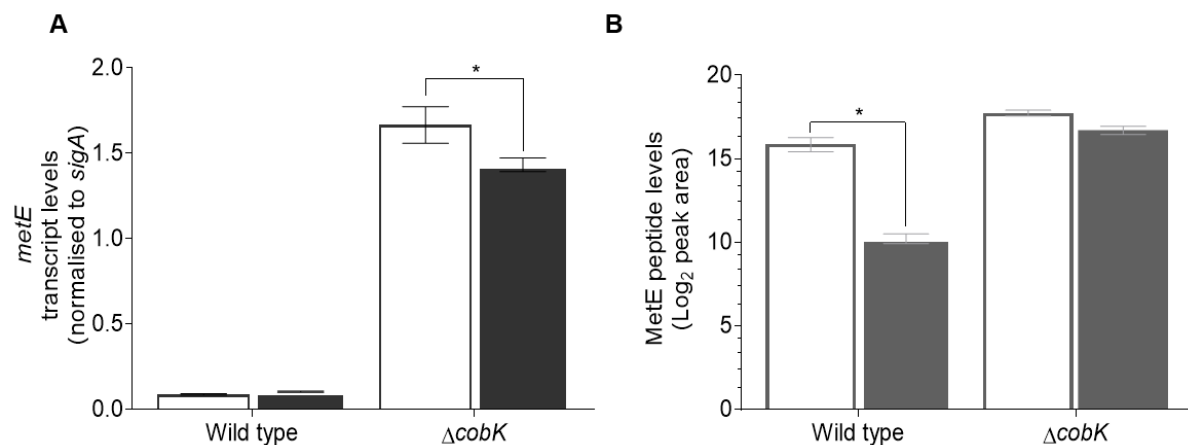 A
metE
transcript levels
(normalised to sigA)
2.0
1.5
1.0
0.5
0.0
*
Wild type
ΔcobK
B
MetE peptide levels
(Log₂ peak area)
20
15
10
5
0
*
Wild type
ΔcobK